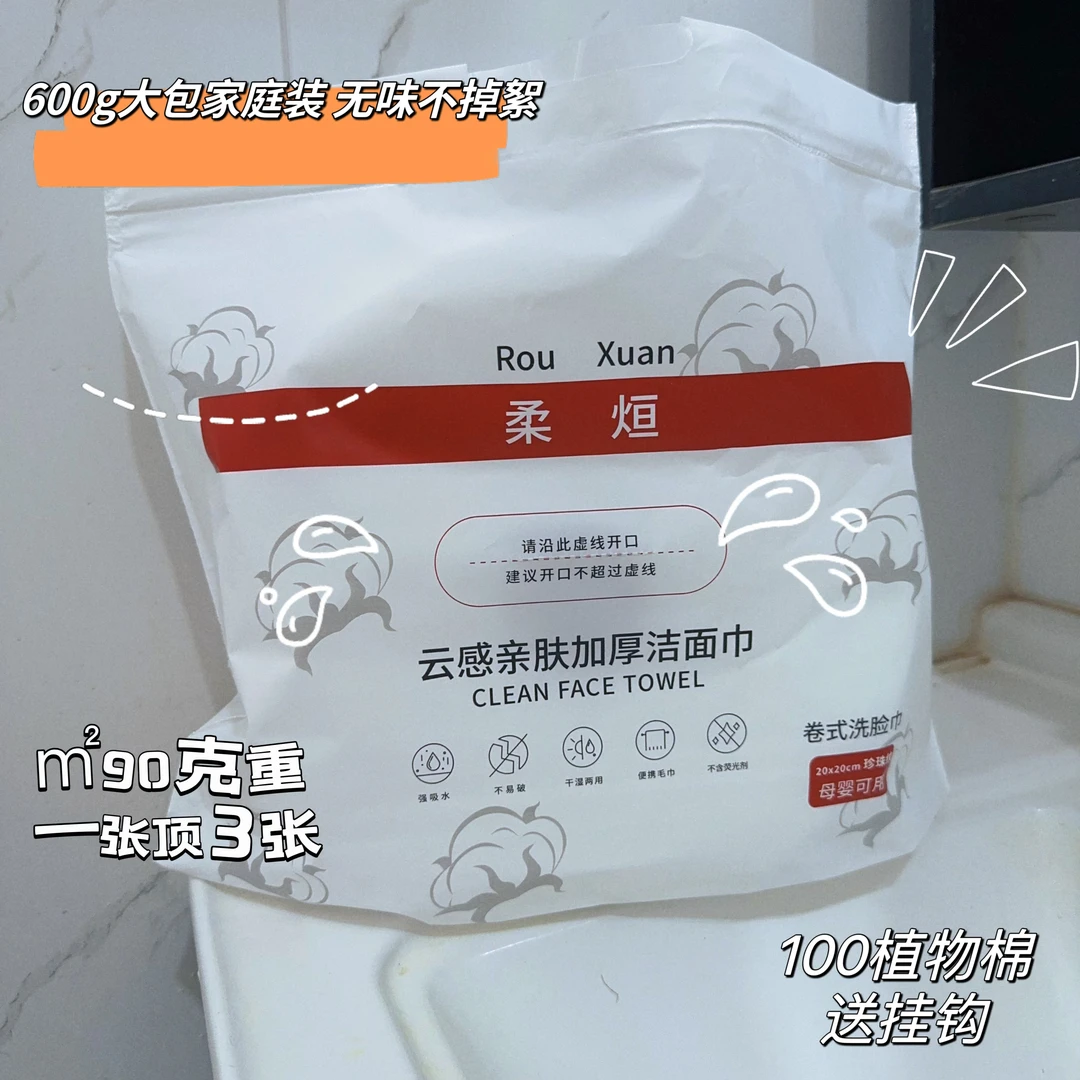 600g大包家庭装 无味不掉絮
Rou Xuan
柔 烜
请沿此虚线开口
建议开口不超过虚线
云感亲肤加厚洁面巾
CLEAN FACE TOWEL
强吸水
不易破
干湿两用
便携毛巾
不含荧光剂
卷式洗脸巾
20x20cm 珍珠
母婴可用
m²90克重
一张顶3张
100植物棉
送挂钩